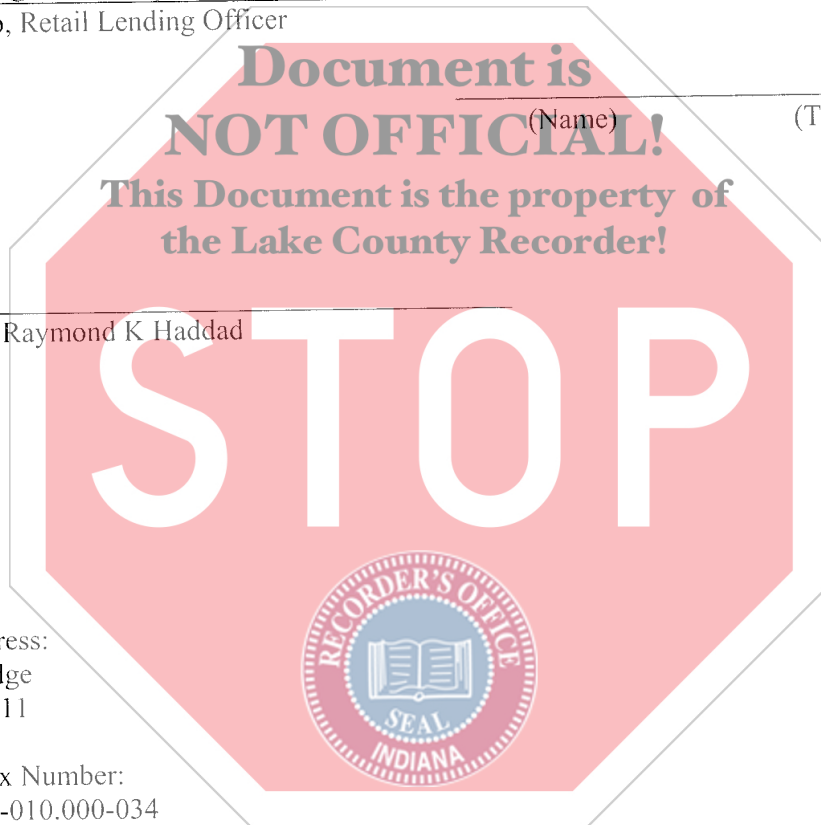 , Retail Lending Officer
Document is
(Name)
NOT OFFICIAL!
This Document is the property of
the Lake County Recorder!
Raymond K Haddad
STOP
RECORDER'S OFFICE
SEAL
INDIANA
ress:
dge
11
x Number:
-010.000-034